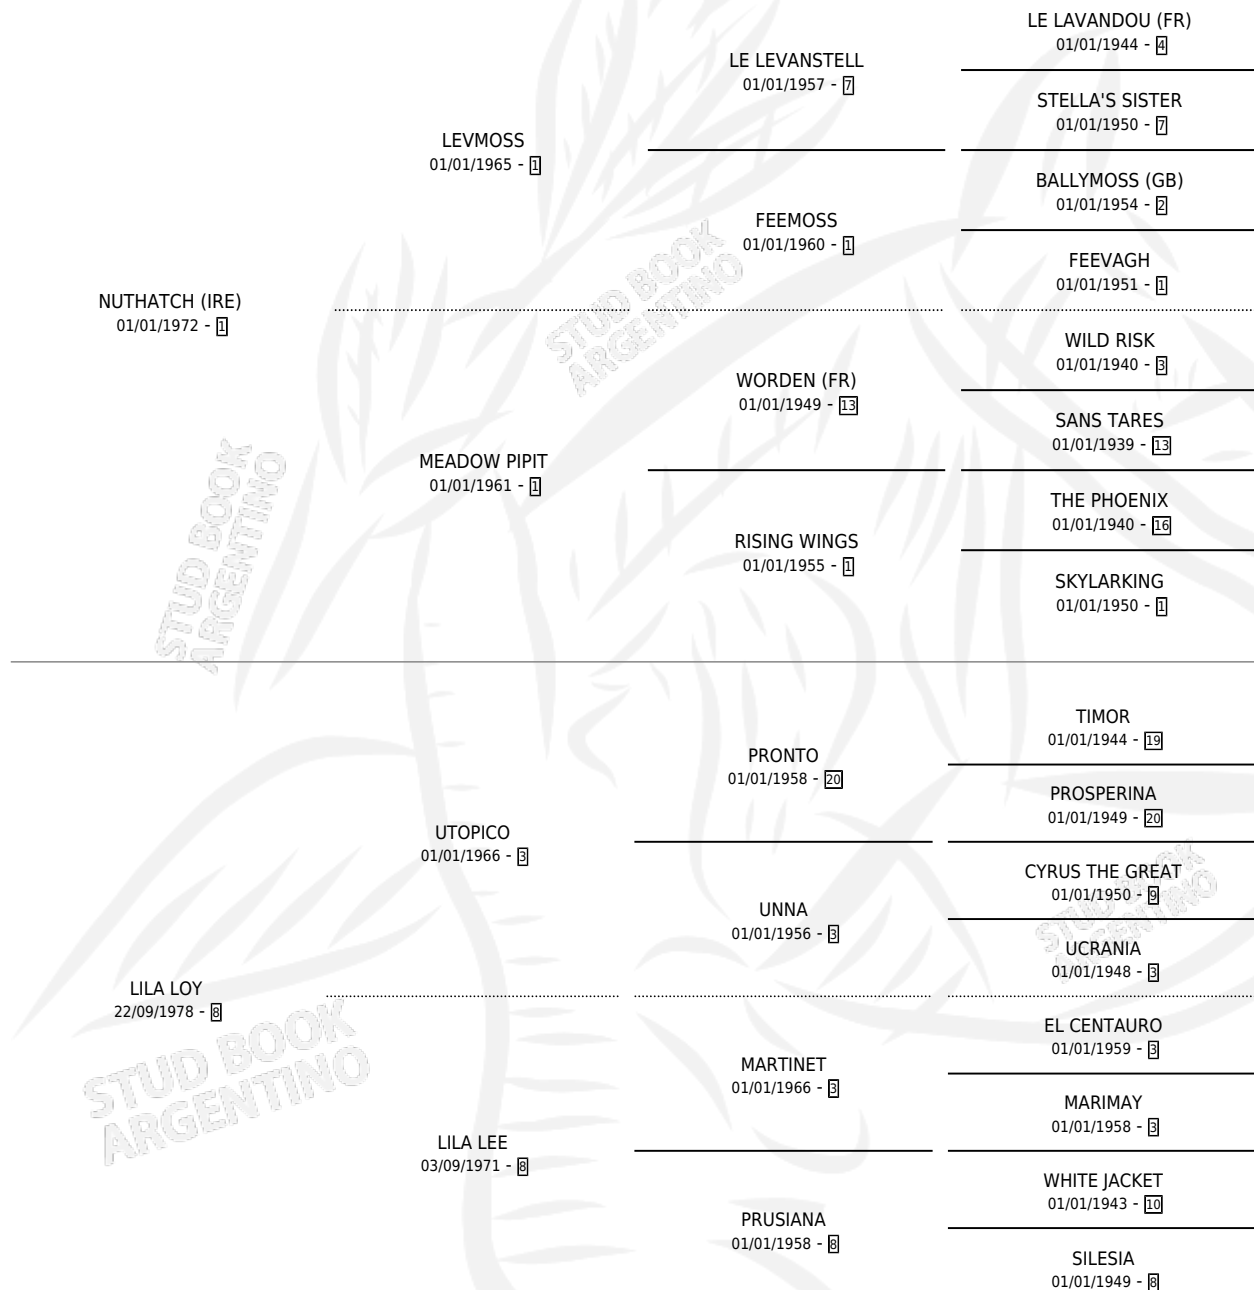 LE LAVANDOU (FR)
01/01/1944 - 4
LE LEVANSTELL
01/01/1957 - 7
STELLA'S SISTER
01/01/1950 - 7
LEVMOSS
01/01/1965 - 1
BALLYMOSS (GB)
01/01/1954 - 2
FEEMOSS
01/01/1960 - 1
FEEVAGH
01/01/1951 - 1
NUTHATCH (IRE)
01/01/1972 - 1
STUD BOOK
ARGENTINO
WILD RISK
01/01/1940 - 3
WORDEN (FR)
01/01/1949 - 13
SANS TARES
01/01/1939 - 13
MEADOW PIPIT
01/01/1961 - 1
THE PHOENIX
01/01/1940 - 16
RISING WINGS
01/01/1955 - 1
SKYLARKING
01/01/1950 - 1
STUD BOOK
ARGENTINO
TIMOR
01/01/1944 - 19
PRONTO
01/01/1958 - 20
PROSPERINA
01/01/1949 - 20
UTOPICO
01/01/1966 - 3
CYRUS THE GREAT
01/01/1950 - 9
UNNA
01/01/1956 - 3
STUD BOOK
ARGENTINO
UCRANIA
01/01/1948 - 3
LILA LOY
22/09/1978 - 8
EL CENTAURO
01/01/1959 - 3
MARTINET
01/01/1966 - 3
STUD BOOK
ARGENTINO
MARIMAY
01/01/1958 - 3
LILA LEE
03/09/1971 - 8
WHITE JACKET
01/01/1943 - 10
PRUSIANA
01/01/1958 - 8
SILESIA
01/01/1949 - 8